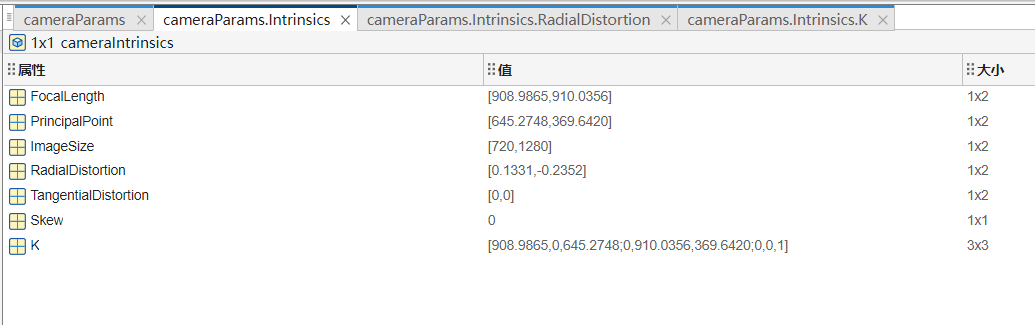 cameraParams cameraParams.Intrinsics cameraParams.Intrinsics.RadialDistortion cameraParams.Intrinsics.K
1x1 cameraIntrinsics
属性 值 大小
FocalLength [908.9865,910.0356] 1x2
PrincipalPoint [645.2748,369.6420] 1x2
ImageSize [720,1280] 1x2
RadialDistortion [0.1331,-0.2352] 1x2
TangentialDistortion [0,0] 1x2
Skew 0 1x1
K [908.9865,0,645.2748;0,910.0356,369.6420;0,0,1] 3x3